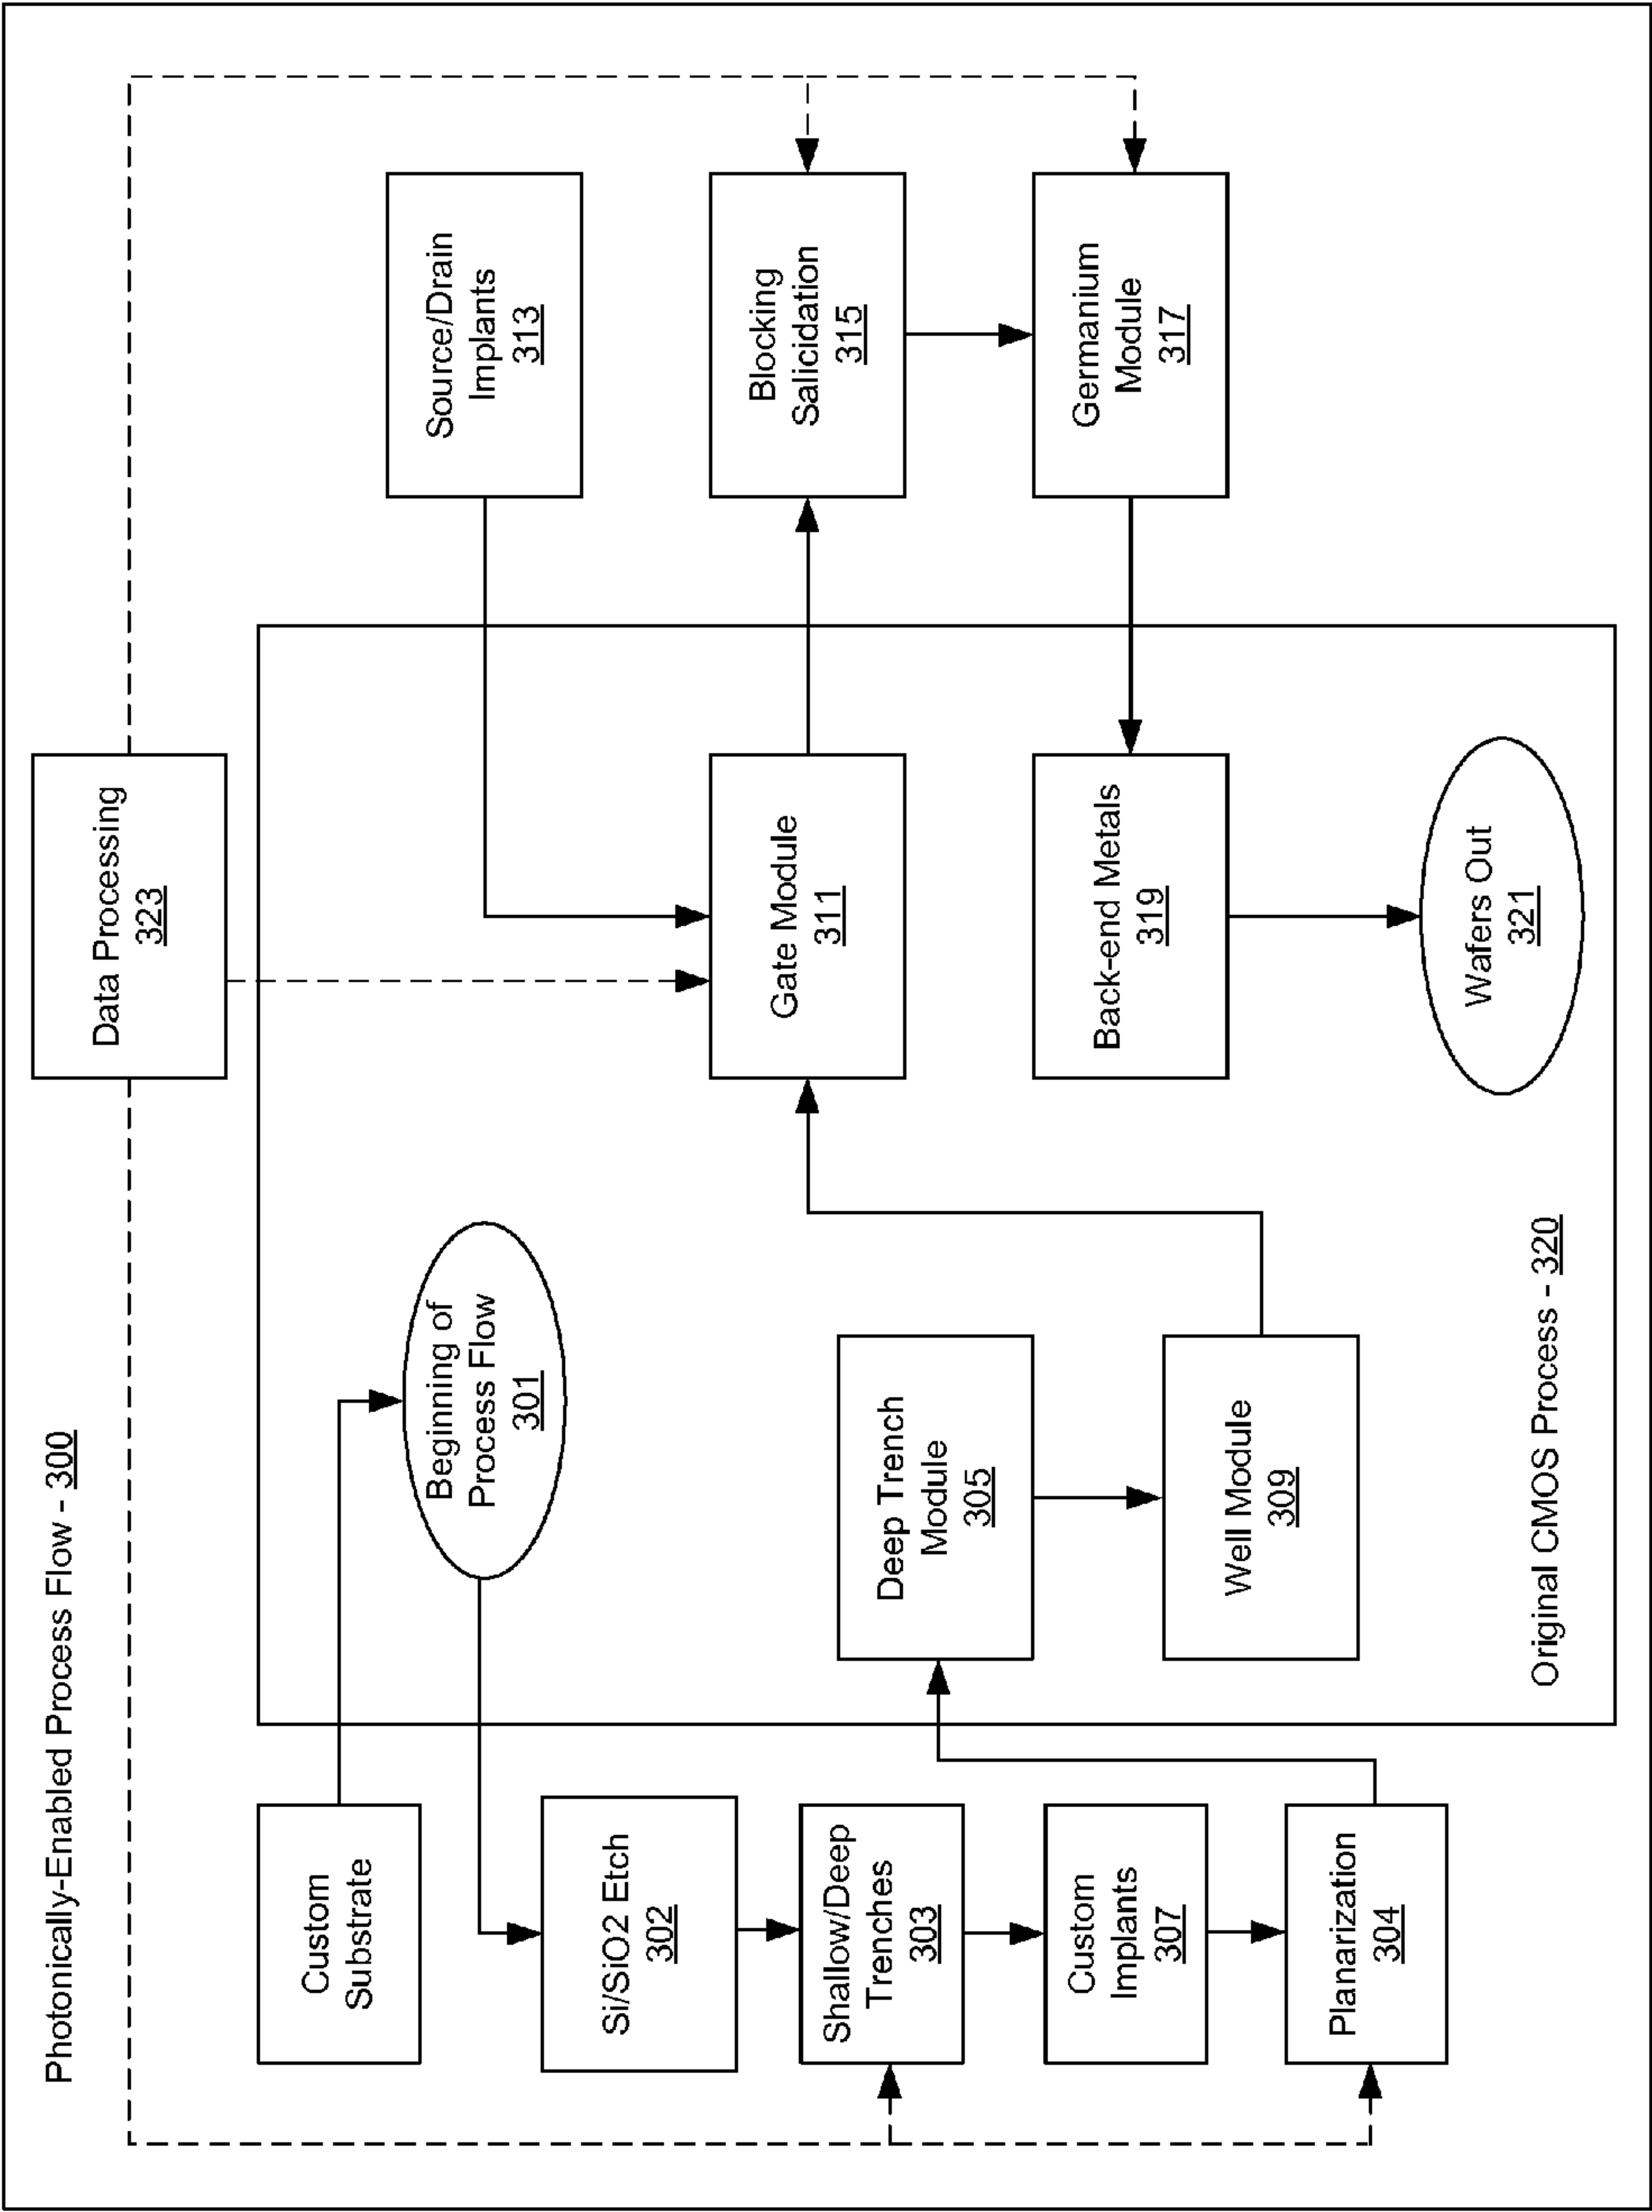 Photonically-Enabled Process Flow - 300
Data Processing
323
Custom
Substrate
Beginning of
Process Flow
301
Source/Drain
Implants
313
Si/SiO2 Etch
302
Shallow/Deep
Trenches
303
Custom
Implants
307
Planarization
304
Deep Trench
Module
305
Well Module
309
Gate Module
311
Blocking
Salicidation
315
Germanium
Module
317
Back-end Metals
319
Wafers Out
321
Original CMOS Process - 320